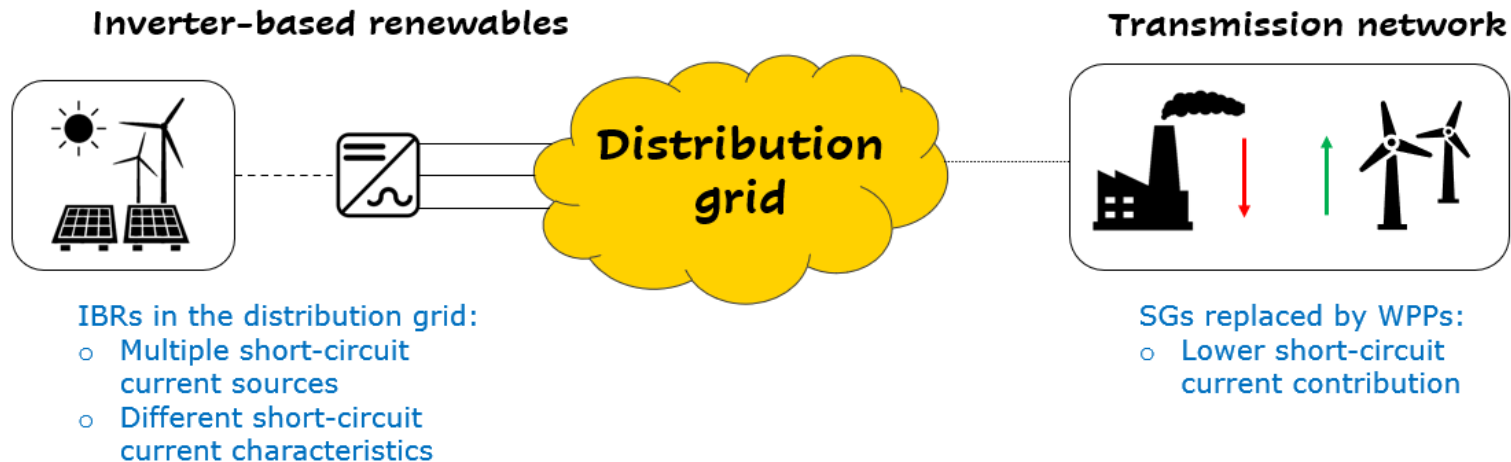 Inverter-based renewables
Transmission network
Distribution
grid
IBRs in the distribution grid:
o Multiple short-circuit
current sources
o Different short-circuit
current characteristics
SGs replaced by WPPs:
o Lower short-circuit
current contribution